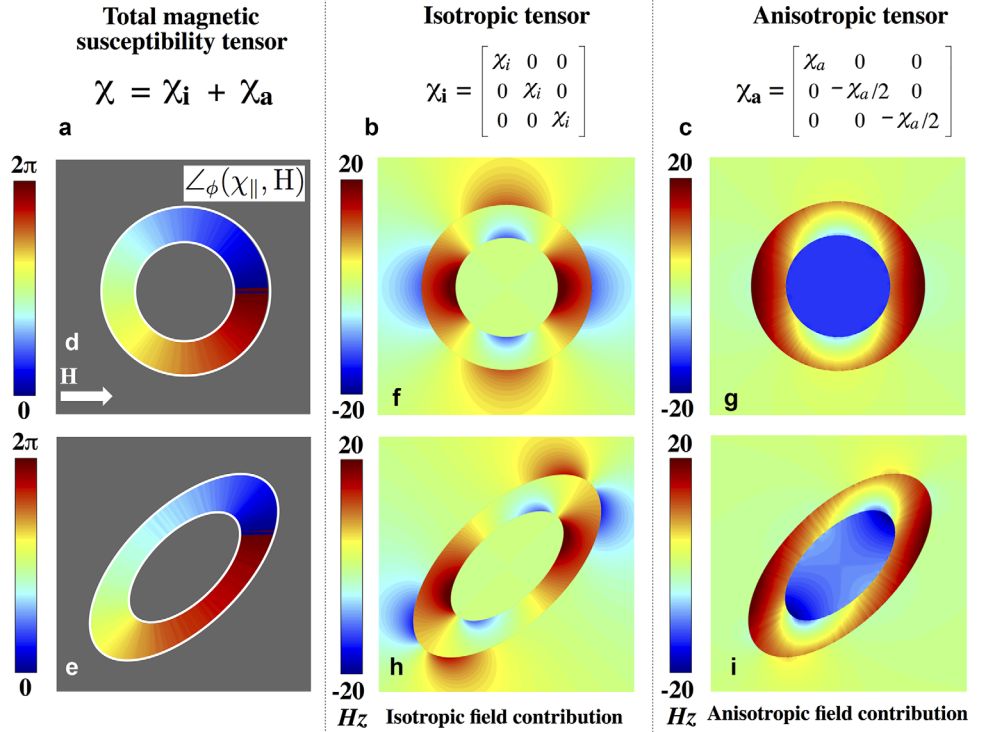 Total magnetic
susceptibility tensor
χ = χi + χa
a
Isotropic tensor
χi = [ χi 0 0
0 χi 0
0 0 χi ]
b
Anisotropic tensor
χa = [ χa 0 0
0 -χa/2 0
0 0 -χa/2 ]
c
2π
∠ϕ(χ∥, H)
d
H
0
20
-20
f
20
-20
g
2π
e
0
20
-20
h
20
-20
i
Hz Isotropic field contribution
Hz Anisotropic field contribution